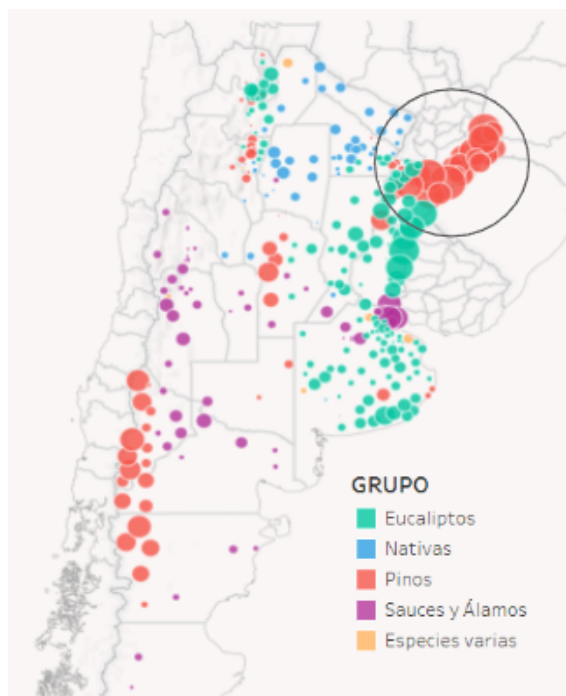 GRUPO
Eucaliptos
Nativas
Pinos
Sauces y Álamos
Especies varias